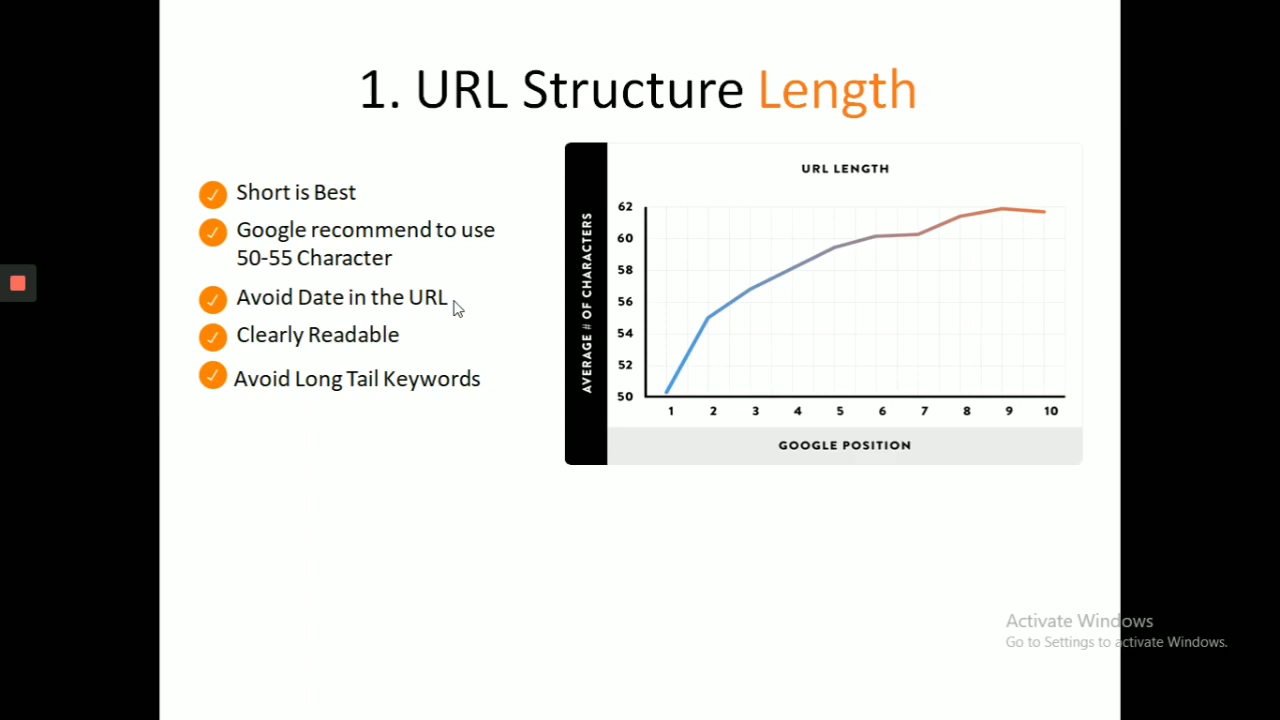 1. URL Structure Length
Short is Best
Google recommend to use
50-55 Character
Avoid Date in the URL
Clearly Readable
Avoid Long Tail Keywords
URL LENGTH
AVERAGE # OF CHARACTERS
62
60
58
56
54
52
50
1 2 3 4 5 6 7 8 9 10
GOOGLE POSITION
Activate Windows
Go to Settings to activate Windows.